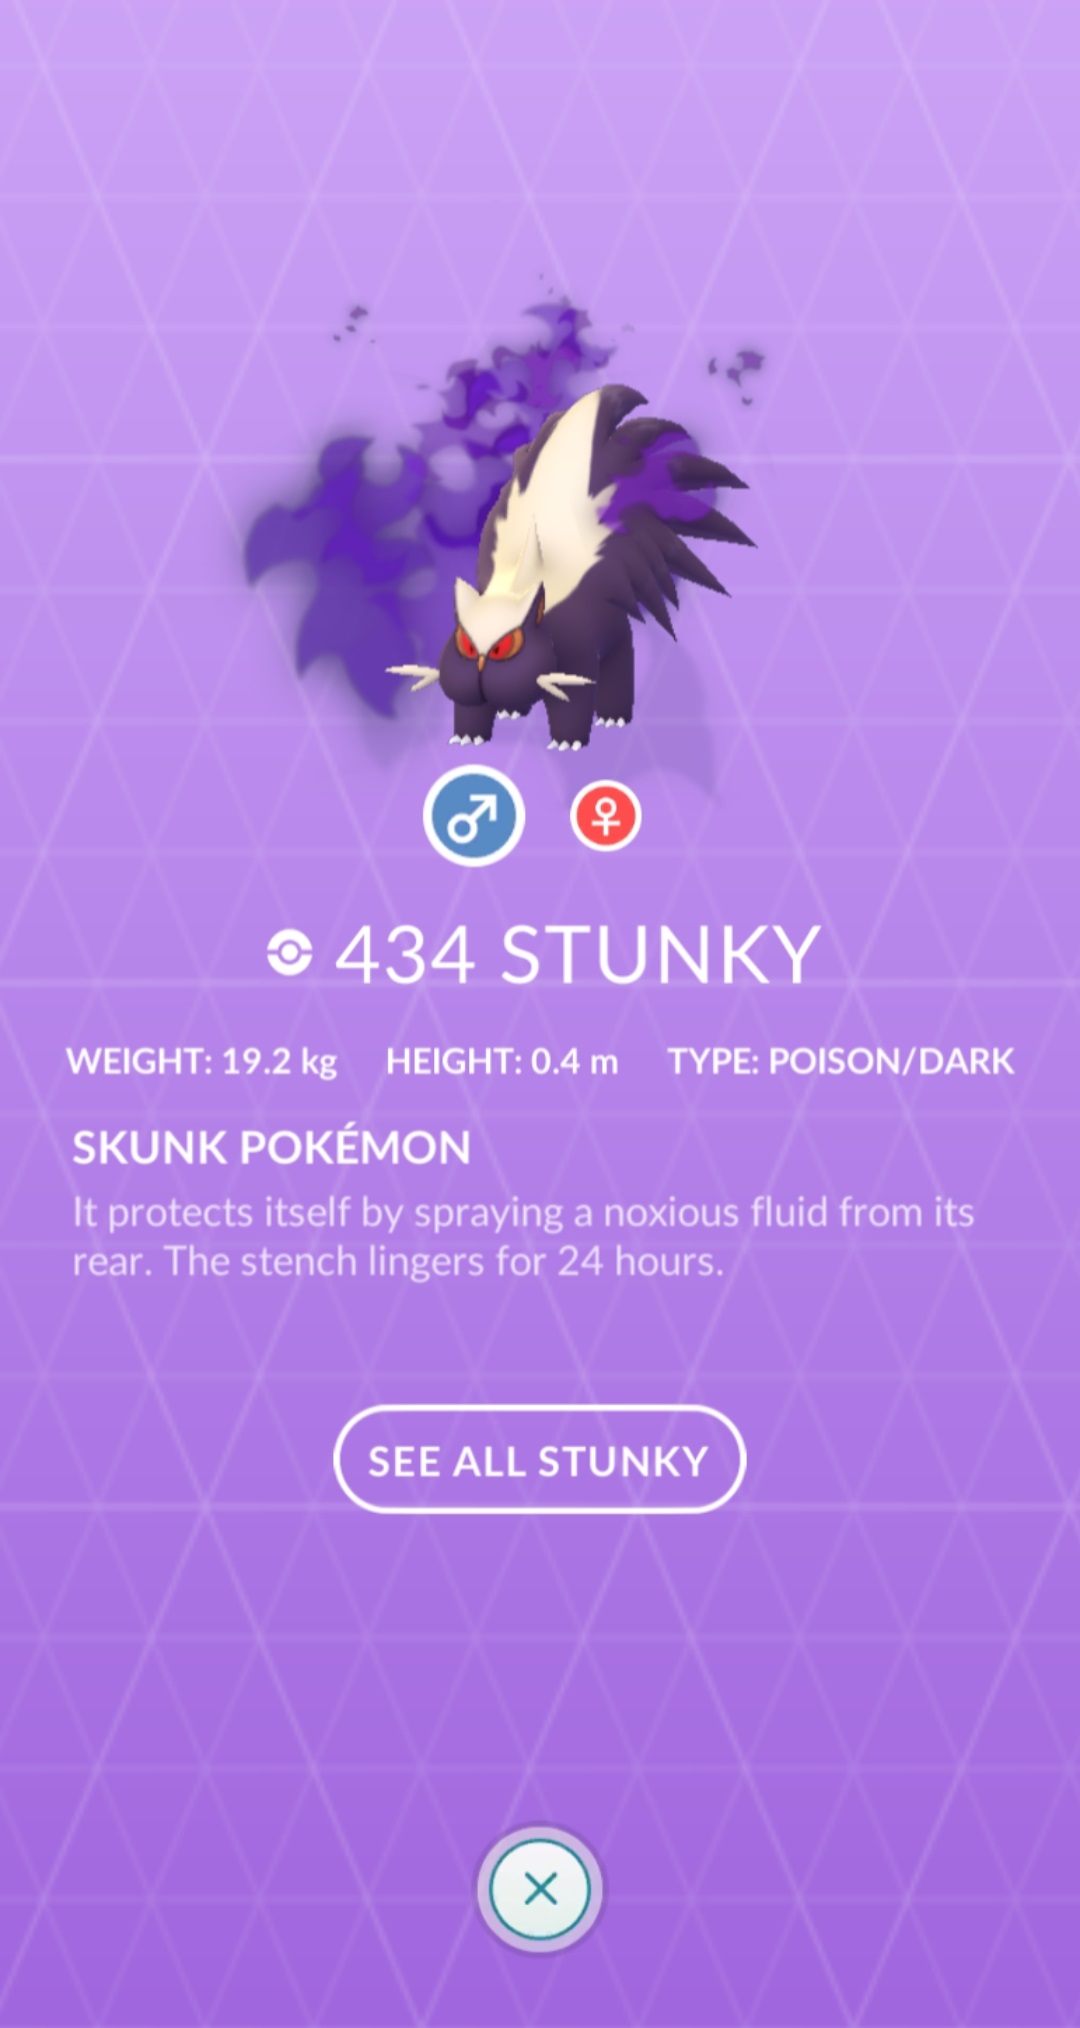 434 STUNKY
WEIGHT: 19.2 kg HEIGHT: 0.4 m TYPE: POISON/DARK
SKUNK POKÉMON
It protects itself by spraying a noxious fluid from its
rear. The stench lingers for 24 hours.
SEE ALL STUNKY